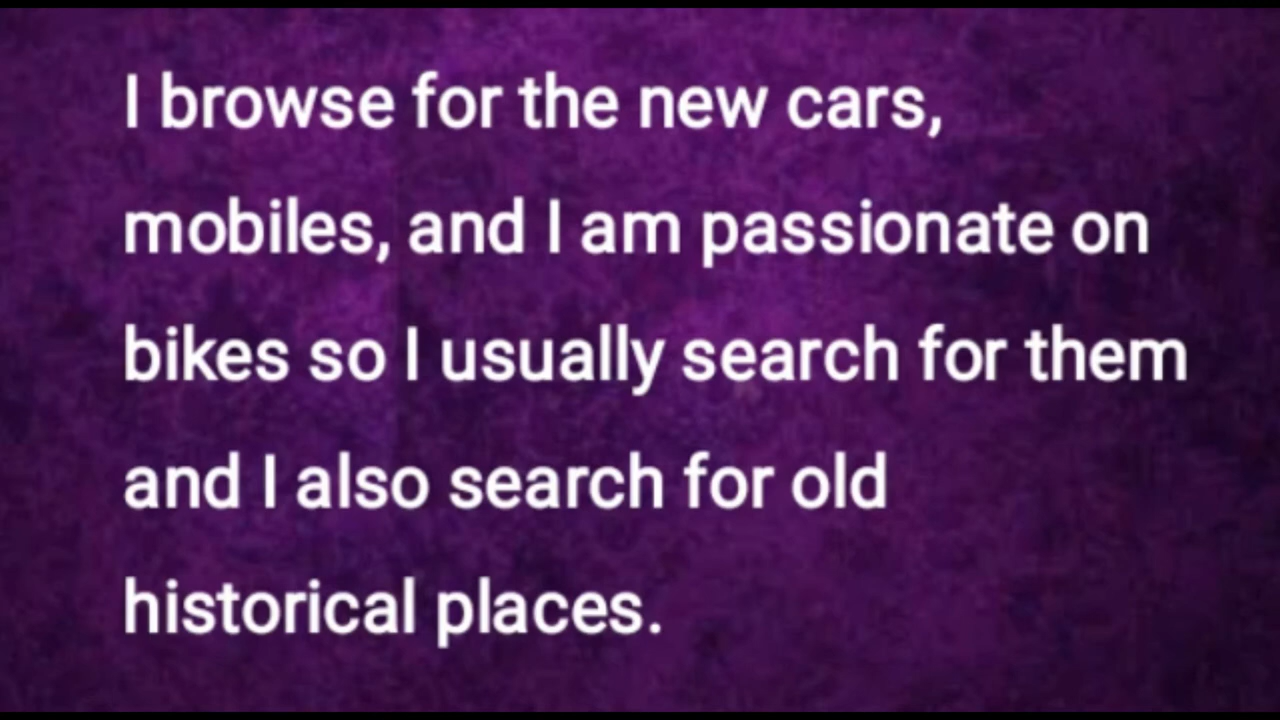 I browse for the new cars,
mobiles, and I am passionate on
bikes so I usually search for them
and I also search for old
historical places.